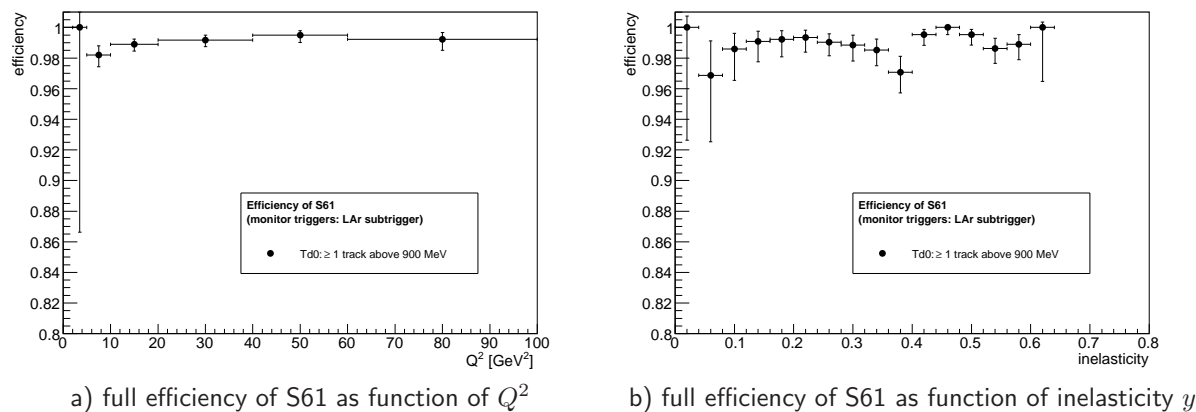 efficiency
1
0.98
0.96
0.94
0.92
0.9
0.88
0.86
0.84
0.82
0.8
Efficiency of S61
(monitor triggers: LAr subtrigger)
Td0: ≥ 1 track above 900 MeV
0 10 20 30 40 50 60 70 80 90 100
Q² [GeV²]
a) full efficiency of S61 as function of Q²
efficiency
1
0.98
0.96
0.94
0.92
0.9
0.88
0.86
0.84
0.82
0.8
Efficiency of S61
(monitor triggers: LAr subtrigger)
Td0: ≥ 1 track above 900 MeV
0 0.1 0.2 0.3 0.4 0.5 0.6 0.7 0.8
inelasticity
b) full efficiency of S61 as function of inelasticity y